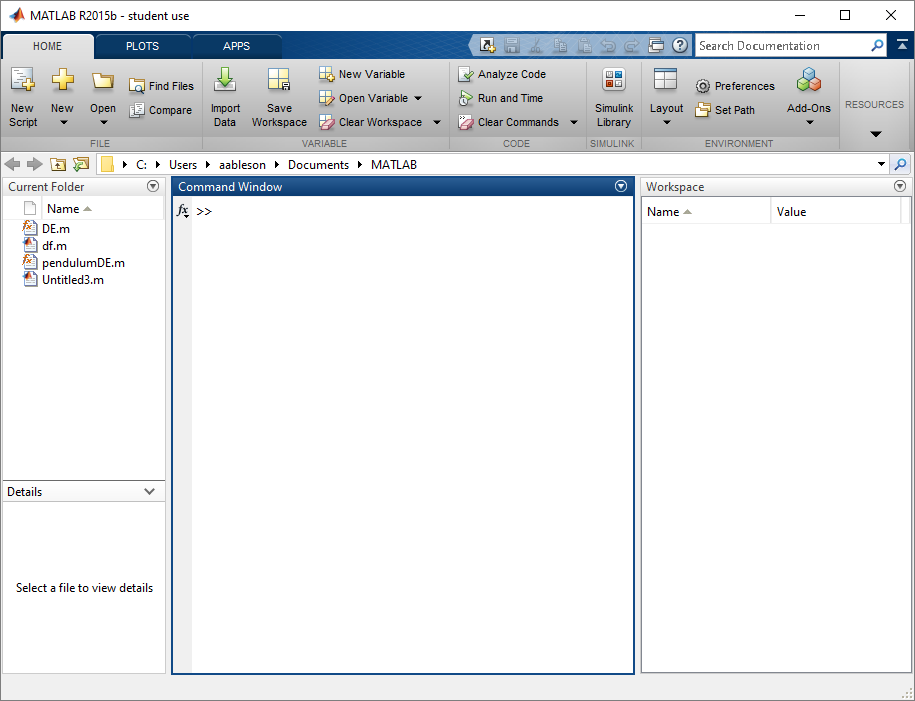 MATLAB R2015b - student use
HOME PLOTS APPS
Search Documentation
New Script
New
Open
Find Files
Compare
FILE
Import Data
Save Workspace
New Variable
Open Variable
Clear Workspace
VARIABLE
Analyze Code
Run and Time
Clear Commands
CODE
Simulink Library
SIMULINK
Layout
Preferences
Set Path
Add-Ons
ENVIRONMENT
RESOURCES
C: Users aableson Documents MATLAB
Current Folder
Name
DE.m
df.m
pendulumDE.m
Untitled3.m
Details
Select a file to view details
Command Window
fx >>
Workspace
Name Value